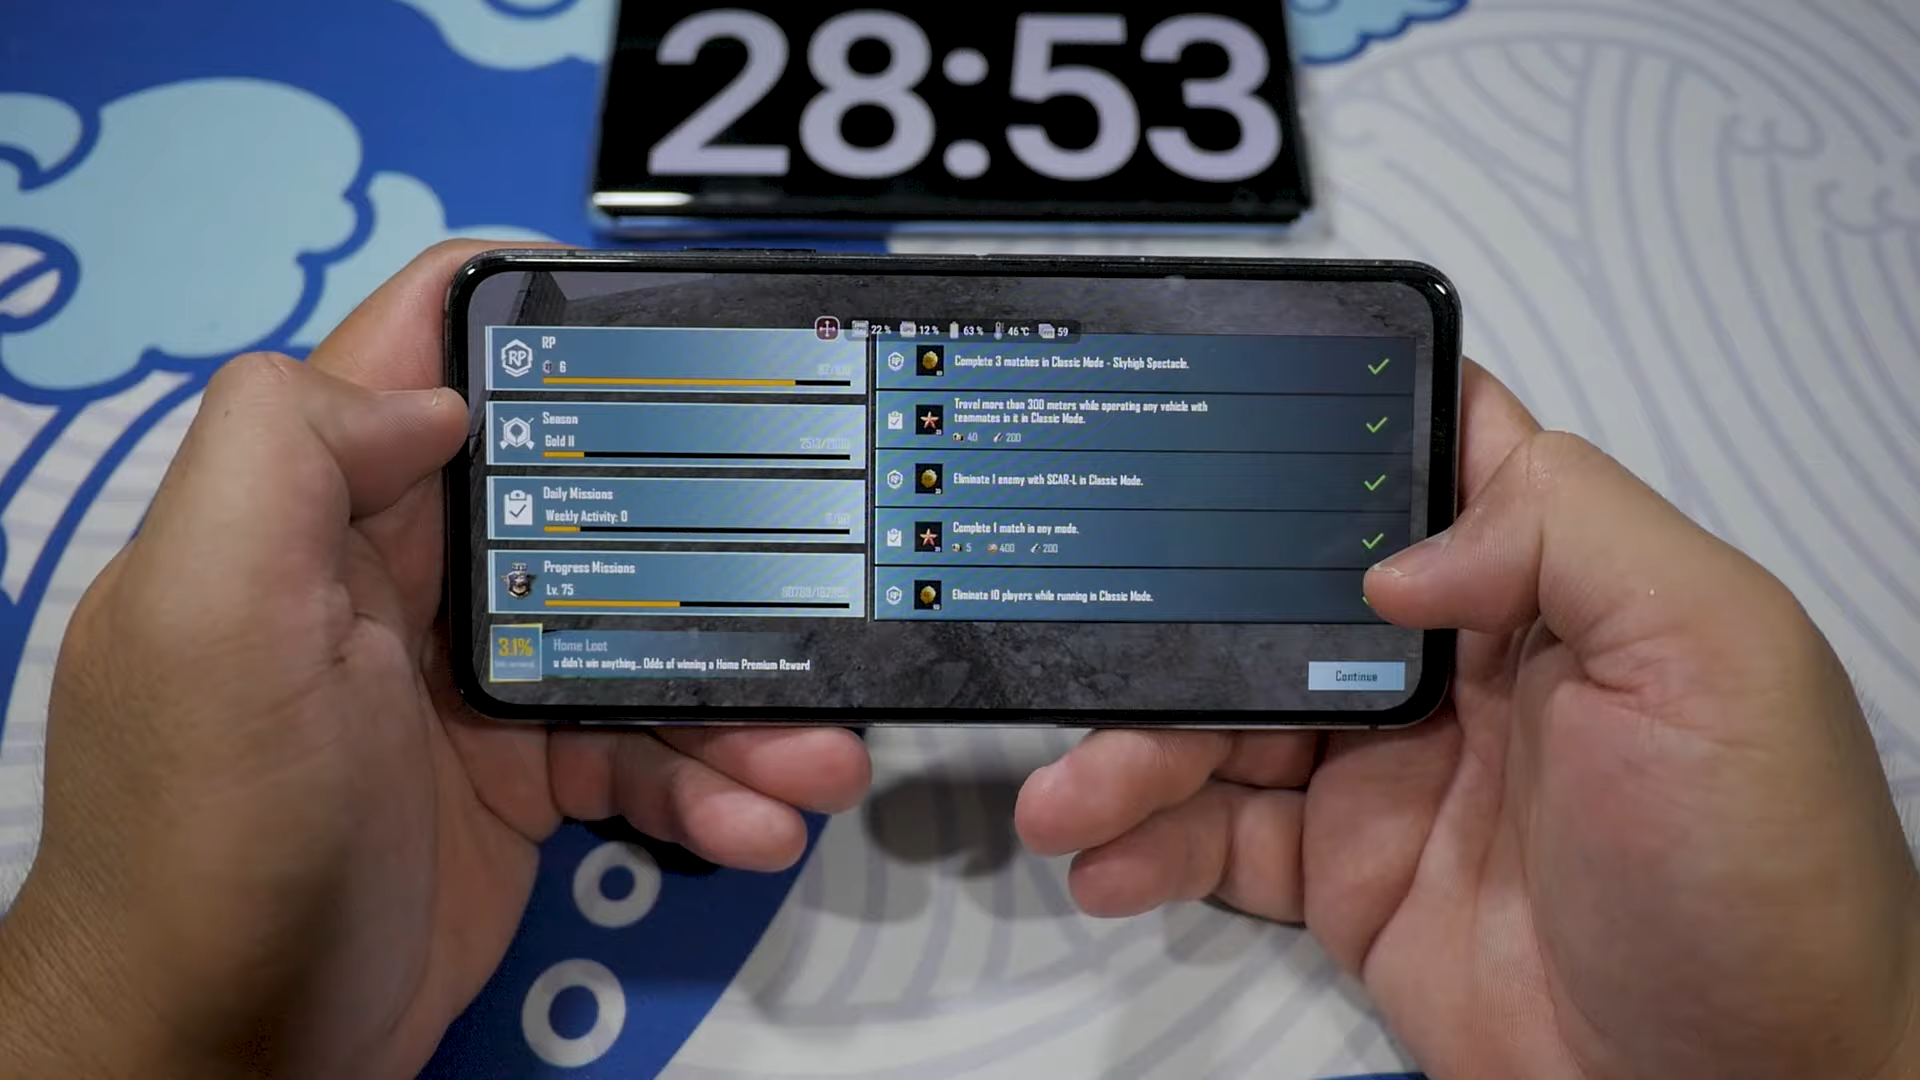 28:53
22 %
12 %
63 %
46 °C
59
RP
RP
6
Season
Gold II
Daily Missions
Weekly Activity: 0
Progress Missions
Lv. 75
3.1%
Home Loot
u didn't win anything... Odds of winning a Home Premium Reward
Complete 3 matches in Classic Mode - Skyhigh Spectacle.
Travel more than 300 meters while operating any vehicle with
teammates in it in Classic Mode.
40 200
Eliminate 1 enemy with SCAR-L in Classic Mode.
Complete 1 match in any mode.
5 400 200
Eliminate 10 players while running in Classic Mode.
Continue